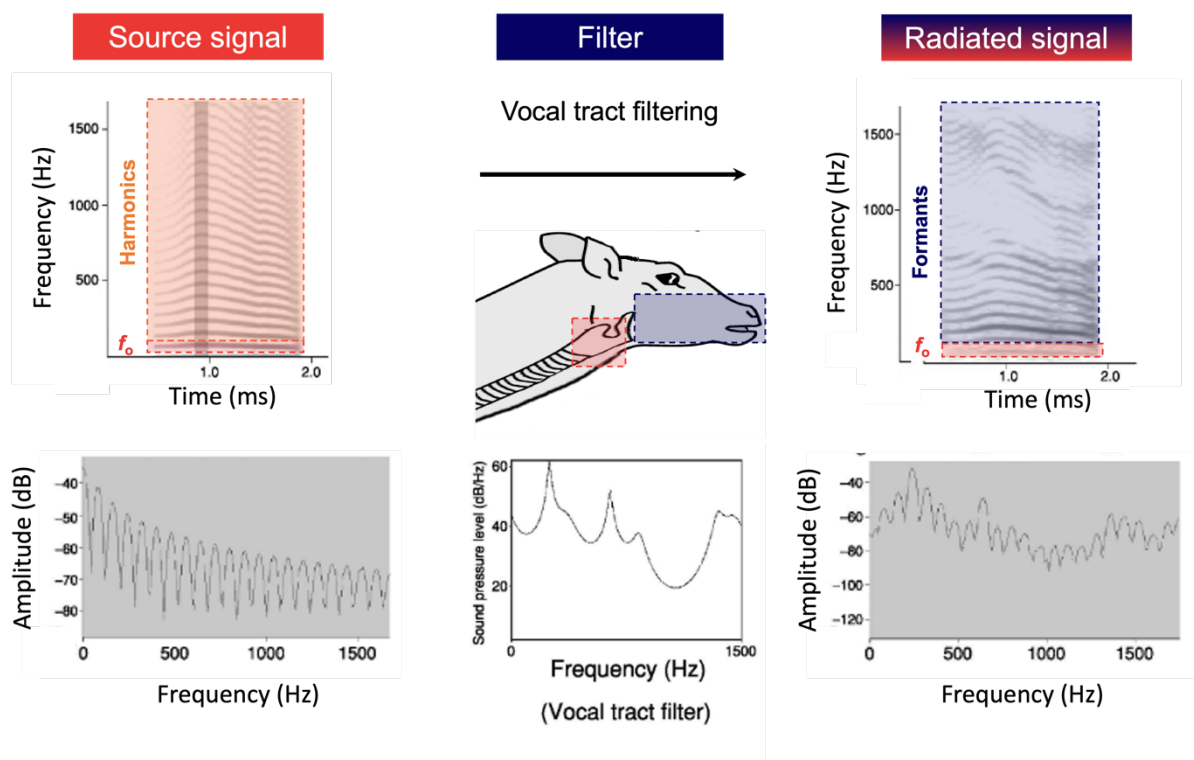 Source signal
Filter
Radiated signal
Vocal tract filtering
Frequency (Hz)
1500
1000
500
Harmonics
fo
1.0
2.0
Time (ms)
Frequency (Hz)
1500
1000
500
Formants
fo
1.0
2.0
Time (ms)
Amplitude (dB)
−40
−50
−60
−70
−80
0
500
1000
1500
Frequency (Hz)
Sound pressure level (dB/Hz)
60
40
20
0
1500
Frequency (Hz)
(Vocal tract filter)
Amplitude (dB)
−40
−60
−80
−100
−120
0
500
1000
1500
Frequency (Hz)